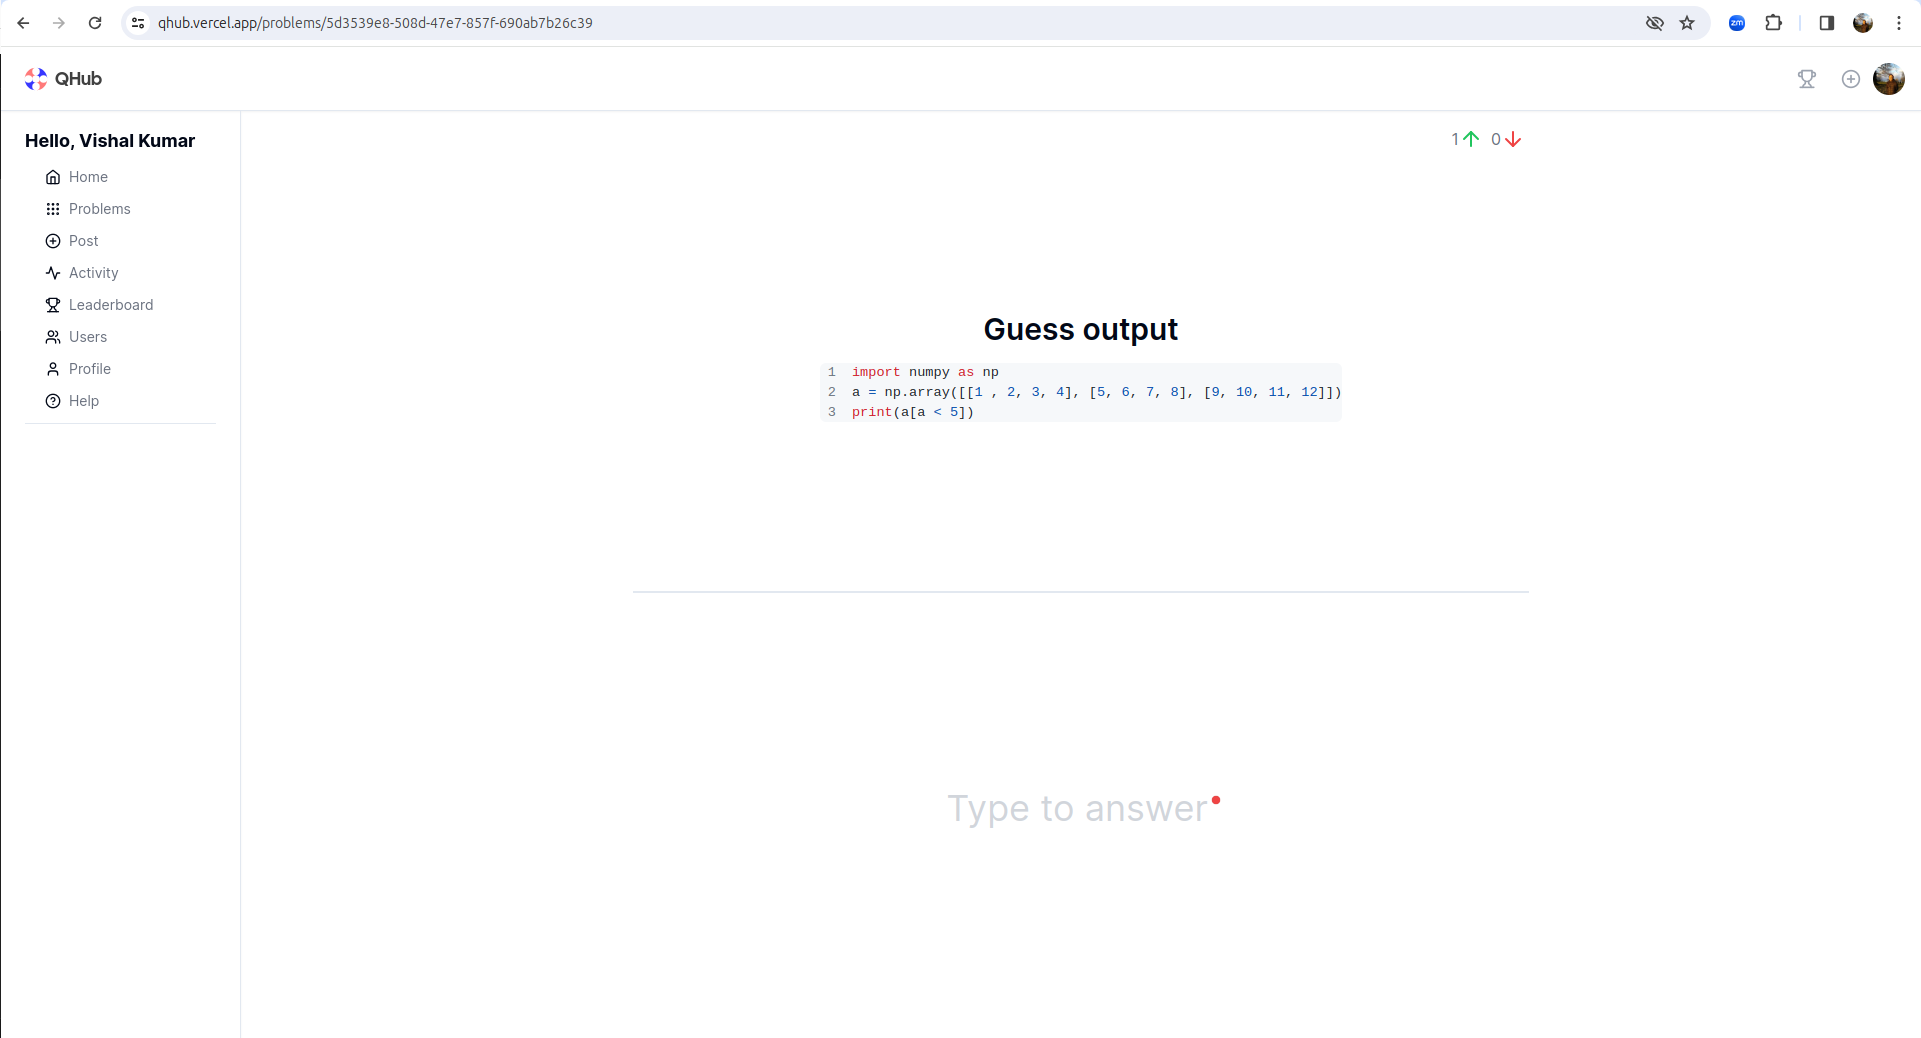 qhub.vercel.app/problems/5d3539e8-508d-47e7-857f-690ab7b26c39
zm
QHub
Hello, Vishal Kumar
1 0
Home
Problems
Post
Activity
Leaderboard
Users
Profile
Help
Guess output
1 import numpy as np
2 a = np.array([[1 , 2, 3, 4], [5, 6, 7, 8], [9, 10, 11, 12]])
3 print(a[a < 5])
Type to answer